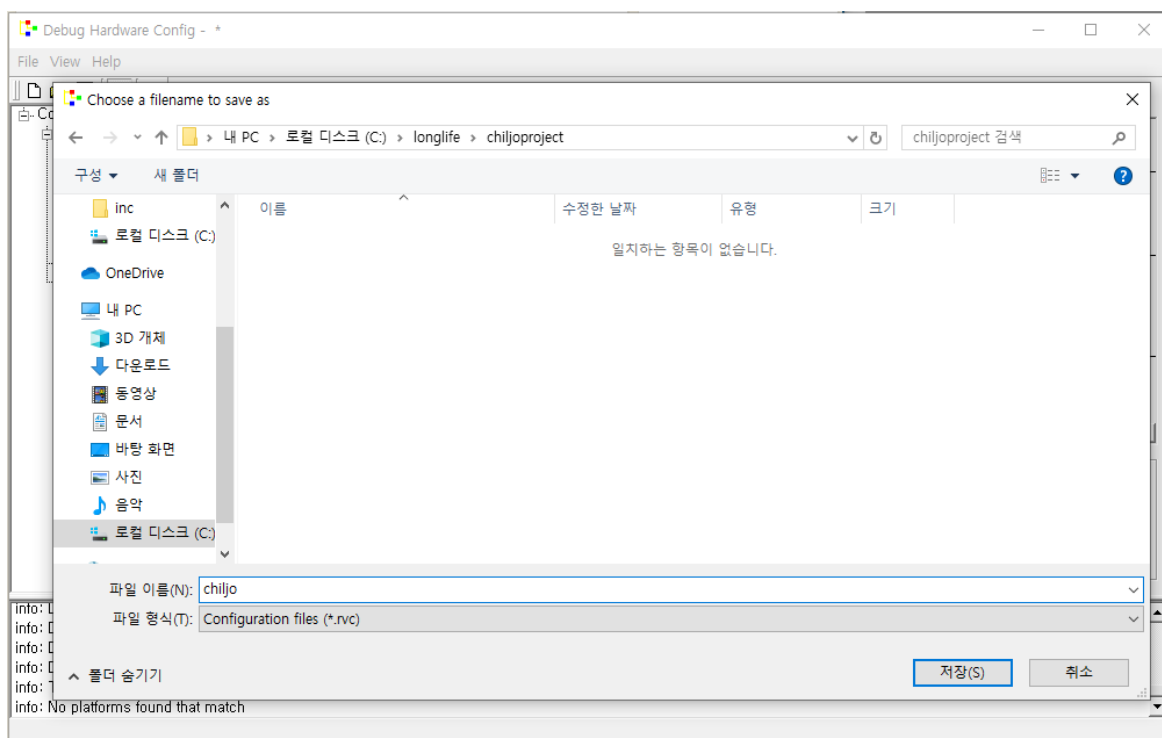 Debug Hardware Config - *
File View Help
Choose a filename to save as
내 PC > 로컬 디스크 (C:) > longlife > chiljoproject
chiljoproject 검색
구성 새 폴더
이름 수정한 날짜 유형 크기
일치하는 항목이 없습니다.
inc
로컬 디스크 (C:)
OneDrive
내 PC
3D 개체
다운로드
동영상
문서
바탕 화면
사진
음악
로컬 디스크 (C:)
파일 이름(N): chiljo
파일 형식(T): Configuration files (*.rvc)
폴더 숨기기
저장(S) 취소
info:
info:
info:
info:
info:
info: No platforms found that match